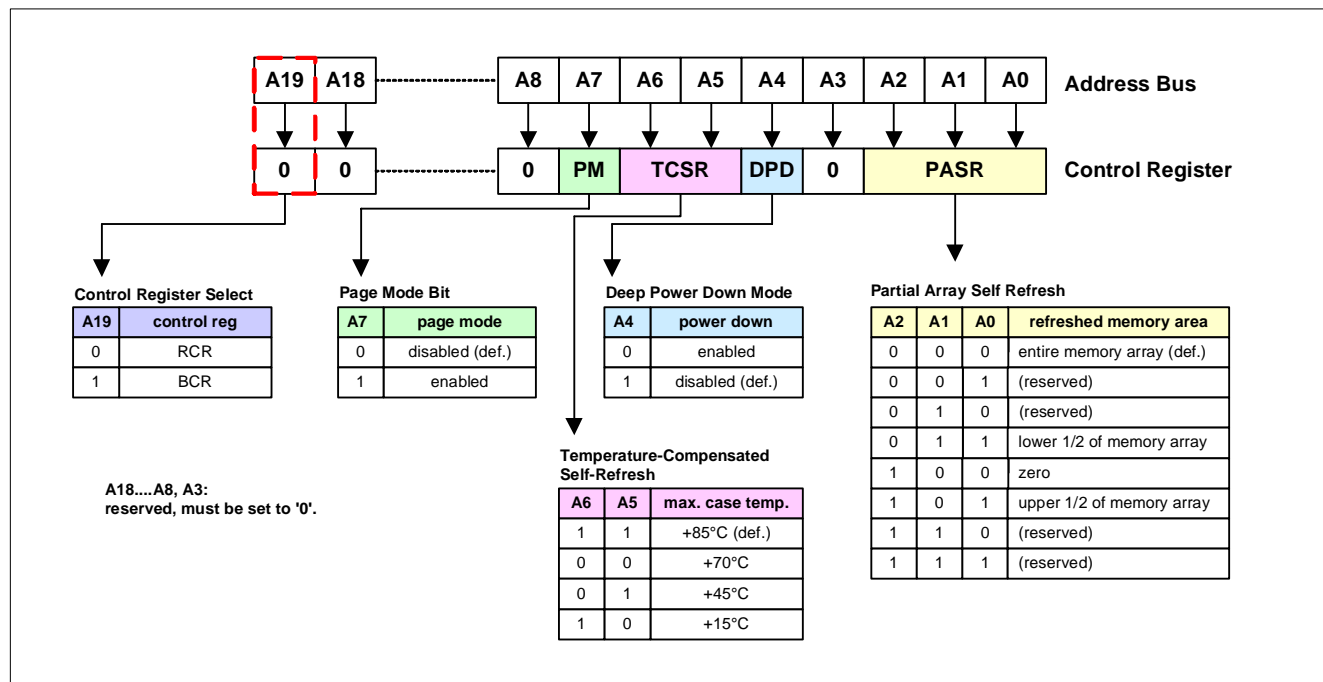 A19 A18 A8 A7 A6 A5 A4 A3 A2 A1 A0 Address Bus
0 0 0 PM TCSR DPD 0 PASR Control Register
Control Register Select
A19 control reg
0 RCR
1 BCR
Page Mode Bit
A7 page mode
0 disabled (def.)
1 enabled
Deep Power Down Mode
A4 power down
0 enabled
1 disabled (def.)
Partial Array Self Refresh
A2 A1 A0 refreshed memory area
0 0 0 entire memory array (def.)
0 0 1 (reserved)
0 1 0 (reserved)
0 1 1 lower 1/2 of memory array
1 0 0 zero
1 0 1 upper 1/2 of memory array
1 1 0 (reserved)
1 1 1 (reserved)
Temperature-Compensated
Self-Refresh
A6 A5 max. case temp.
1 1 +85°C (def.)
0 0 +70°C
0 1 +45°C
1 0 +15°C
A18....A8, A3:
reserved, must be set to '0'.